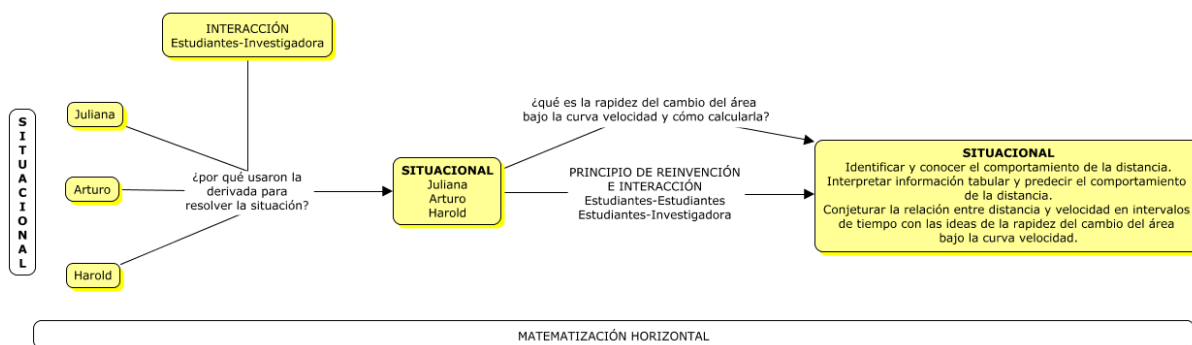 INTERACCIÓN
Estudiantes-Investigadora
SITUACIONAL
Juliana
Arturo
Harold
¿por qué usaron la
derivada para
resolver la situación?
SITUACIONAL
Juliana
Arturo
Harold
¿qué es la rapidez del cambio del área
bajo la curva velocidad y cómo calcularla?
PRINCIPIO DE REINVENCIÓN
E INTERACCIÓN
Estudiantes-Estudiantes
Estudiantes-Investigadora
SITUACIONAL
Identificar y conocer el comportamiento de la distancia.
Interpretar información tabular y predecir el comportamiento
de la distancia.
Conjeturar la relación entre distancia y velocidad en intervalos
de tiempo con las ideas de la rapidez del cambio del área
bajo la curva velocidad.
MATEMATIZACIÓN HORIZONTAL